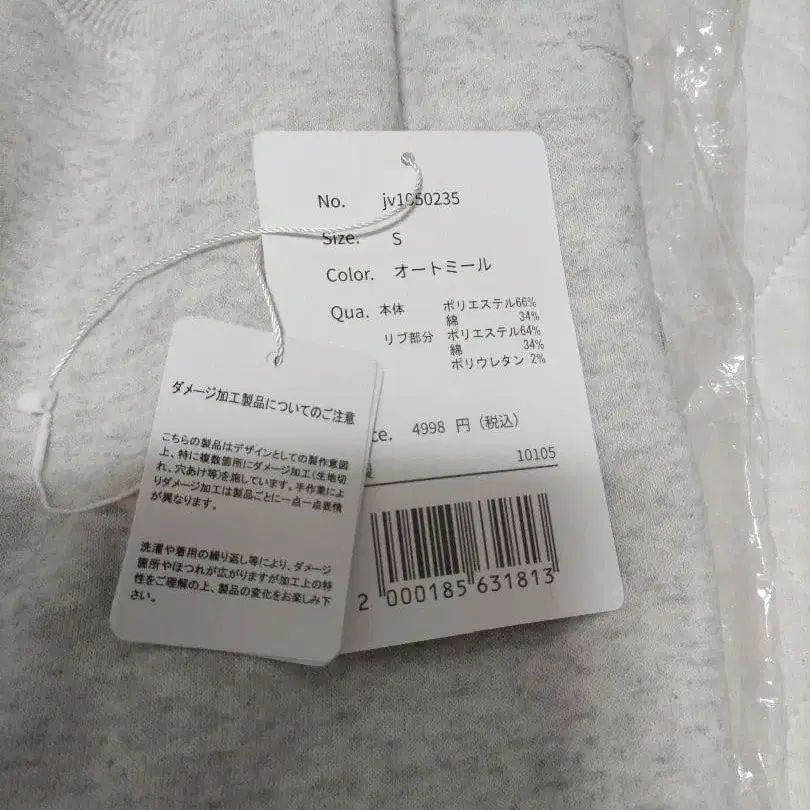 No. jv1050235
Size. S
Color. オートミール
Qua. 本体 ポリエステル66%
綿 34%
リブ部分 ポリエステル64%
綿 34%
ポリウレタン 2%
ce. 4998 円(税込)
10105
2 000185 631813
ダメージ加工製品についてのご注意
こちらの製品はデザインとしての製作意図
上、特に複数箇所にダメージ加工(生地切
れ、穴あけ等)を施しています。手作業によ
りダメージ加工は製品ごとに一点一点表情
が異なります。
洗濯や着用の繰り返し等により、ダメージ
箇所やほつれが広がりますが加工上の特
性をご理解の上、製品の変化をお楽しみ下
さい。